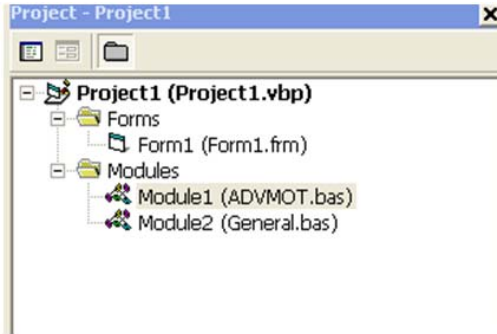 Project - Project1
Project1 (Project1.vbp)
Forms
Form1 (Form1.frm)
Modules
Module1 (ADVMOT.bas)
Module2 (General.bas)